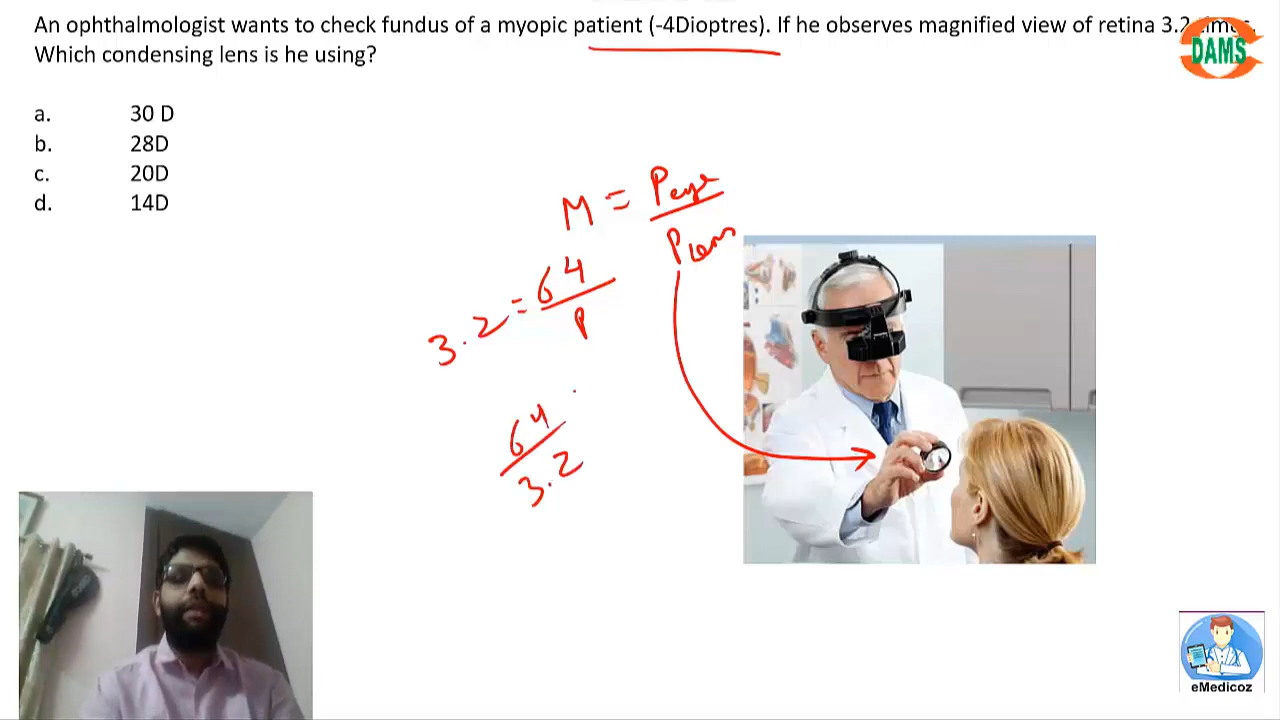 An ophthalmologist wants to check fundus of a myopic patient (-4Dioptres). If he observes magnified view of retina 3.2
Which condensing lens is he using?
a. 30 D
b. 28D
c. 20D
d. 14D
M = Peye
Plens
3.2 = 64
P
64
3.2
DAMS
eMedicoz